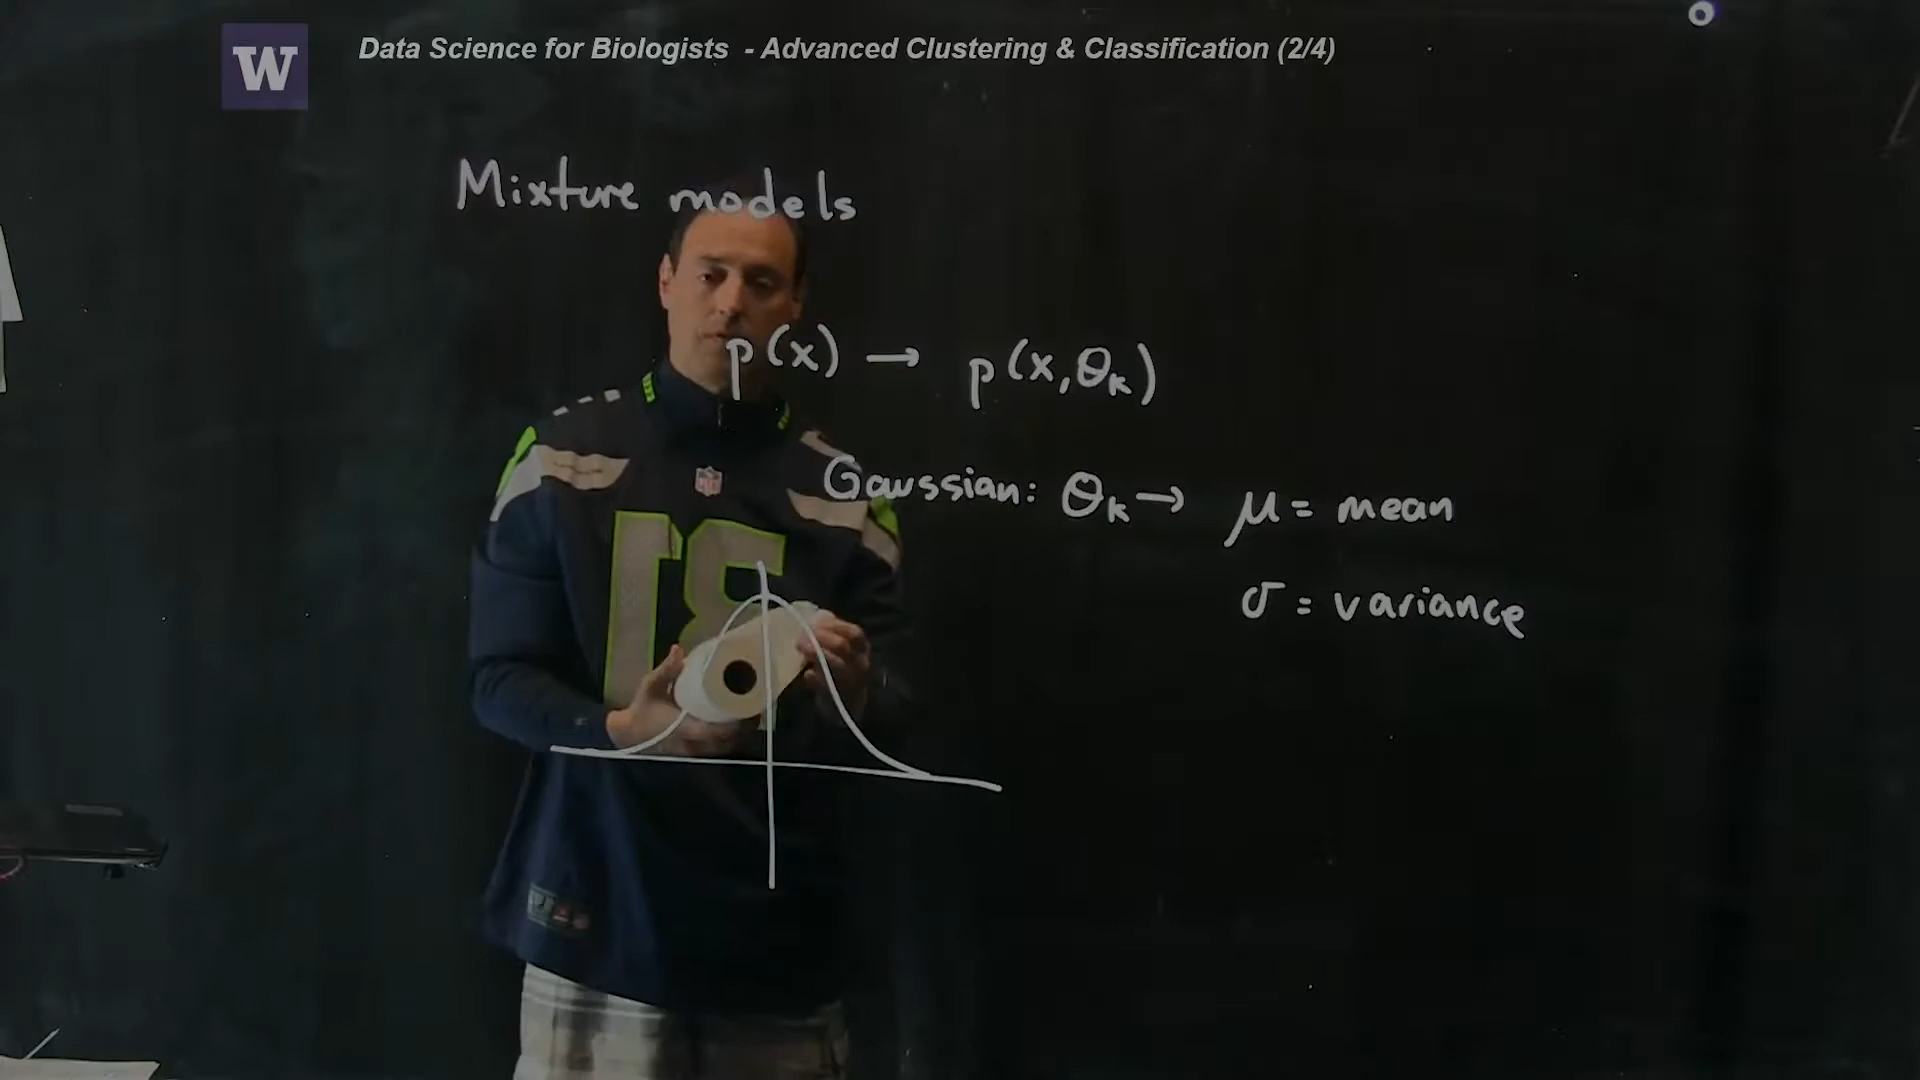 W
Data Science for Biologists - Advanced Clustering & Classification (2/4)
Mixture models
p(x) → p(x,θₖ)
Gaussian: θₖ → μ = mean
σ = variance